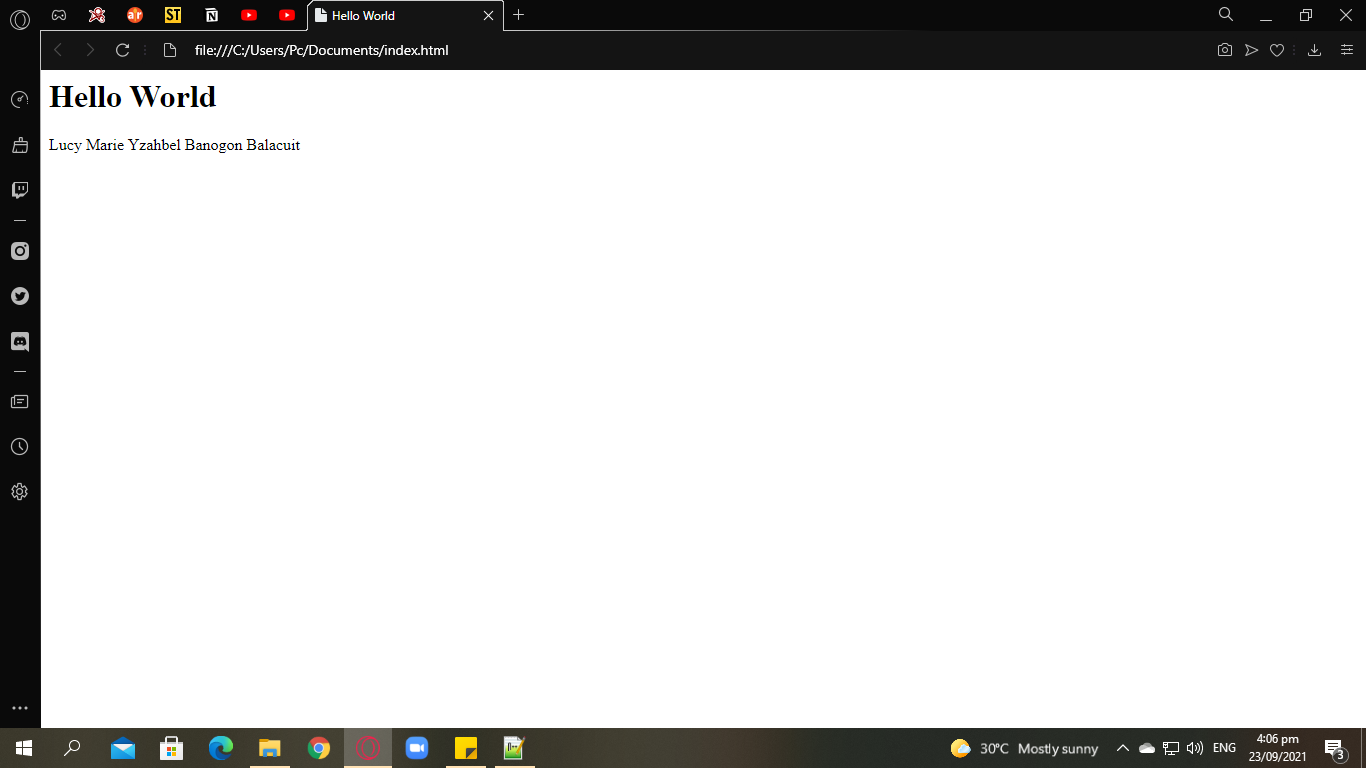 ar
ST
N
Hello World
file:///C:/Users/Pc/Documents/index.html
Hello World
Lucy Marie Yzahbel Banogon Balacuit
30°C Mostly sunny
ENG
4:06 pm
23/09/2021
3